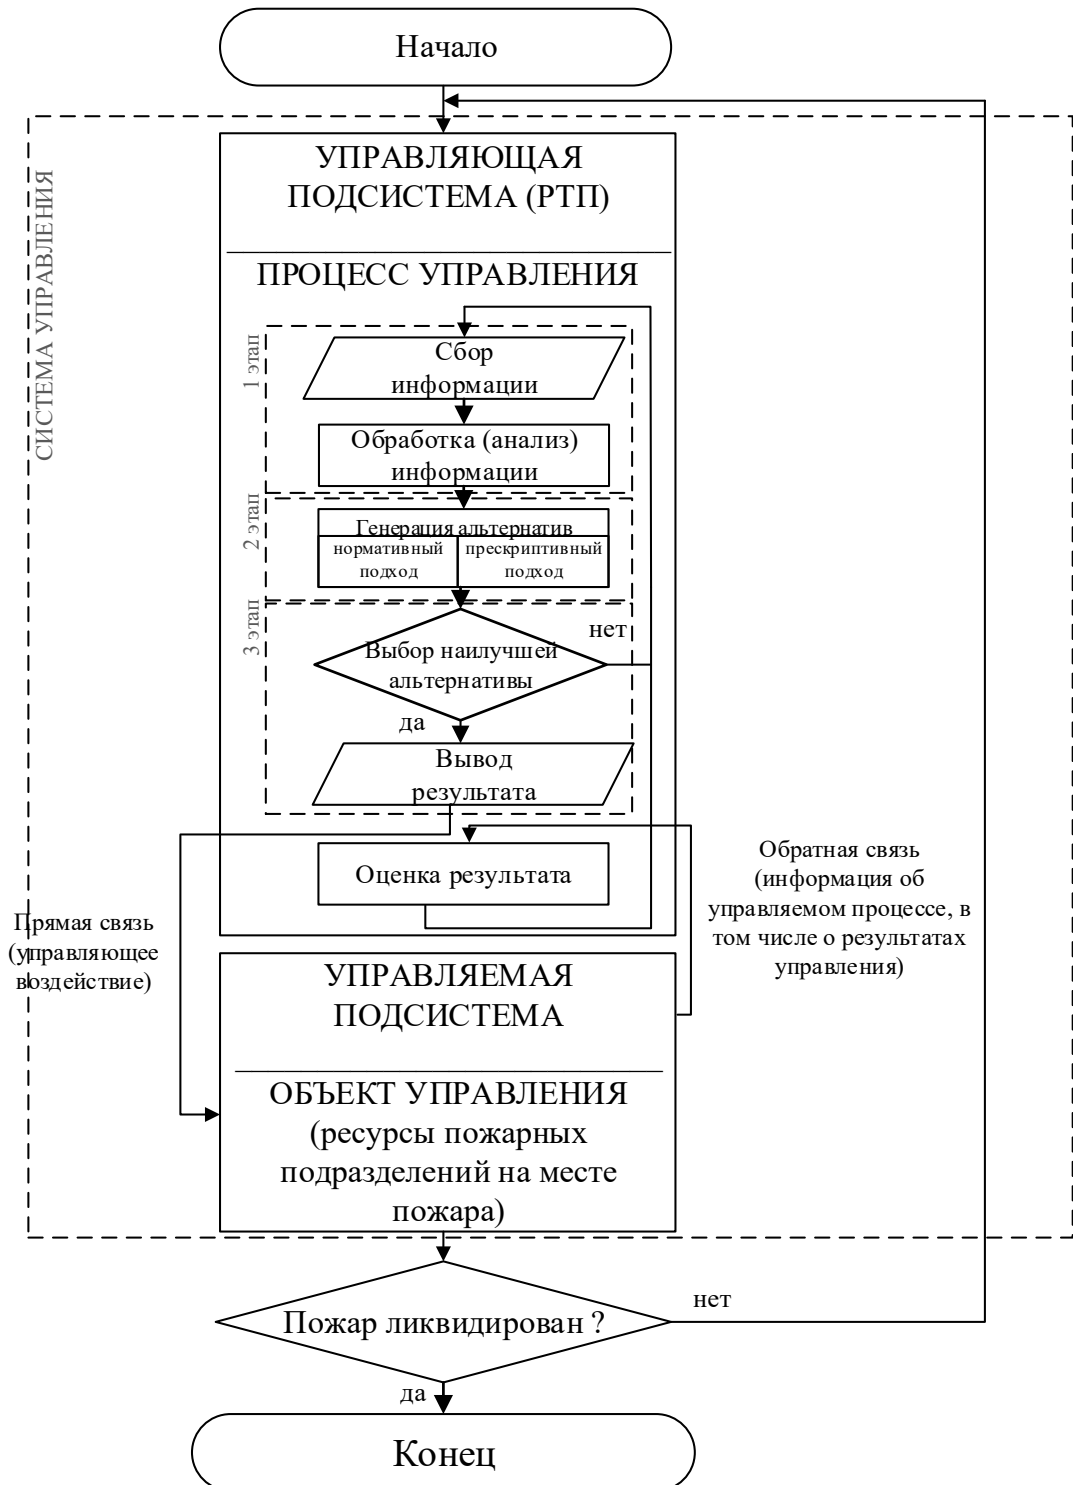 Начало
СИСТЕМА УПРАВЛЕНИЯ
УПРАВЛЯЮЩАЯ
ПОДСИСТЕМА (РТП)
ПРОЦЕСС УПРАВЛЕНИЯ
1 этап
Сбор
информации
Обработка (анализ)
информации
2 этап
Генерация альтернатив
нормативный
подход
прескриптивный
подход
3 этап
нет
Выбор наилучшей
альтернативы
да
Вывод
результата
Оценка результата
Прямая связь
(управляющее
воздействие)
Обратная связь
(информация об
управляемом процессе, в
том числе о результатах
управления)
УПРАВЛЯЕМАЯ
ПОДСИСТЕМА
ОБЪЕКТ УПРАВЛЕНИЯ
(ресурсы пожарных
подразделений на месте
пожара)
Пожар ликвидирован ?
нет
да
Конец